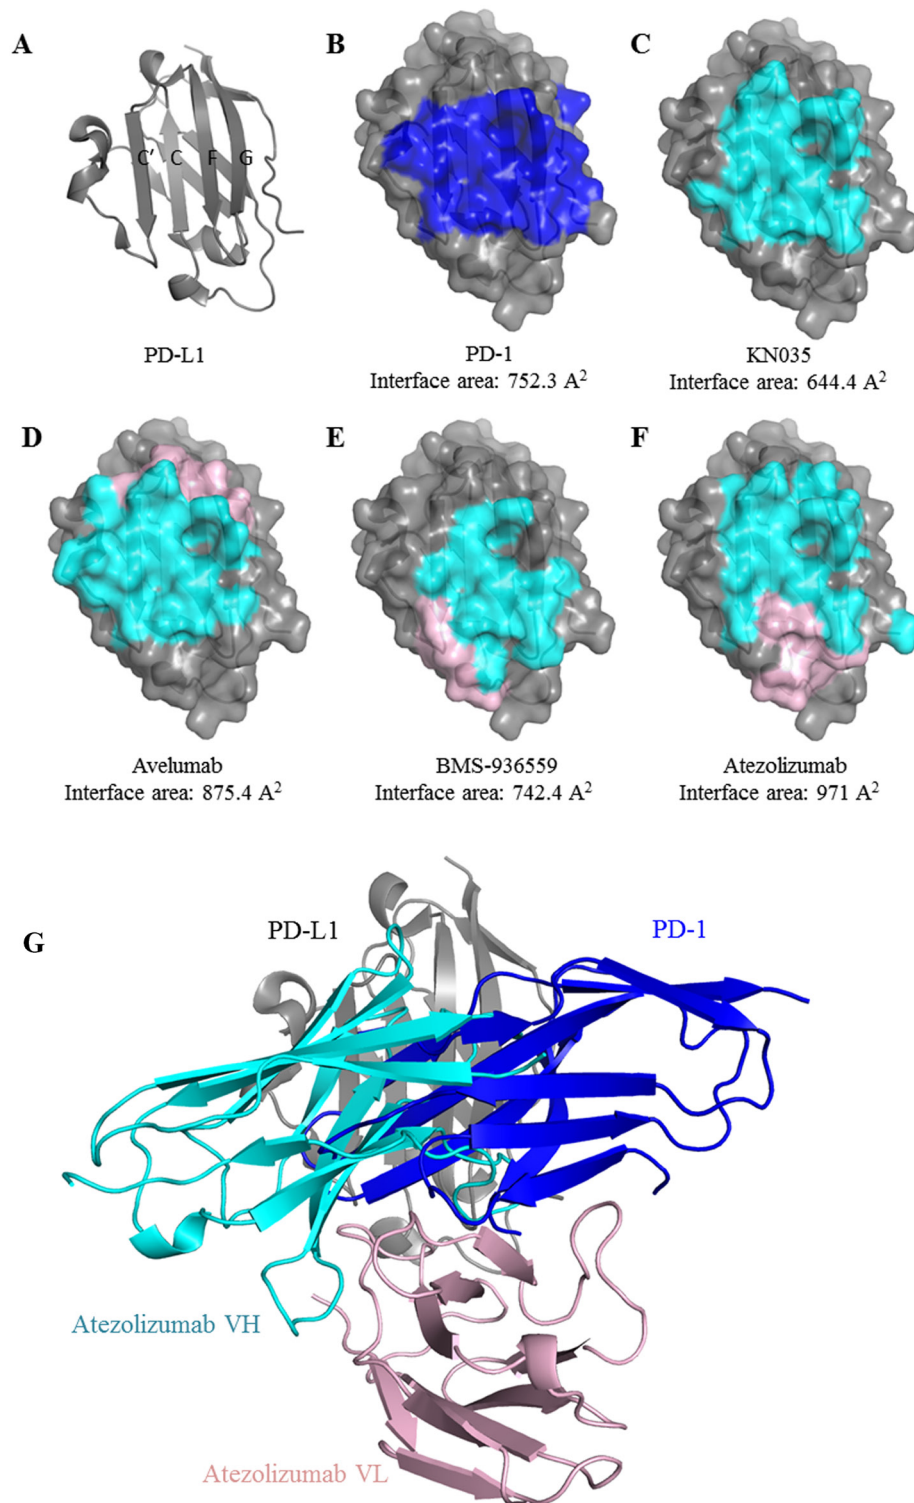 A
B
C
C' C F G
PD-L1
PD-1
Interface area: 752.3 A²
KN035
Interface area: 644.4 A²
D
E
F
Avelumab
Interface area: 875.4 A²
BMS-936559
Interface area: 742.4 A²
Atezolizumab
Interface area: 971 A²
G
PD-L1
PD-1
Atezolizumab VH
Atezolizumab VL